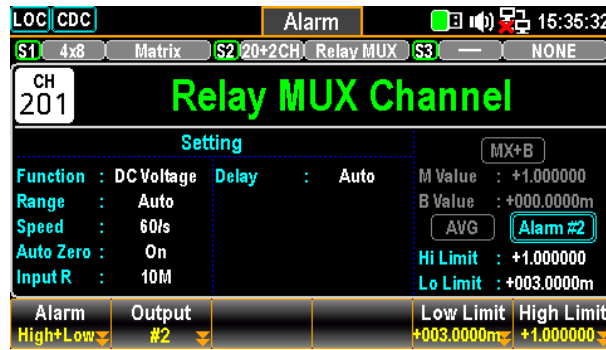 LOC CDC Alarm 15:35:32
S1 4x8 Matrix S2 20+2CH Relay MUX S3 — NONE
CH 201 Relay MUX Channel
Setting
MX+B
Function : DC Voltage Delay : Auto M Value : +1.000000
Range : Auto B Value : +000.0000m
Speed : 60/s AVG Alarm #2
Auto Zero : On Hi Limit : +1.000000
Input R : 10M Lo Limit : +003.0000m
Alarm Output Low Limit High Limit
High+Low #2 +003.0000m +1.000000